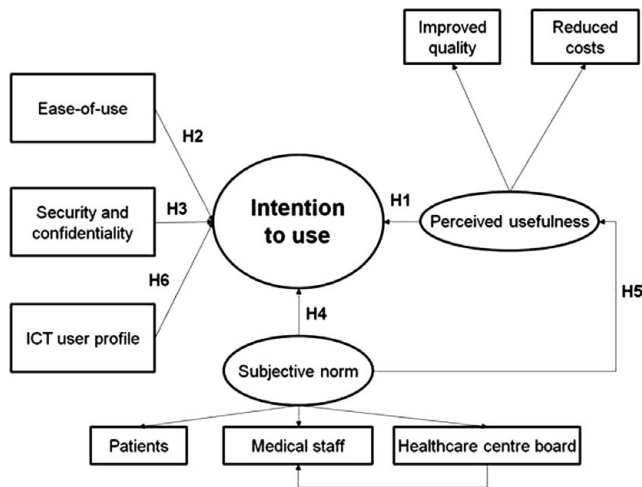 Improved
quality
Reduced
costs
Ease-of-use
H2
Security and
confidentiality
H3
Intention
to use
H1
Perceived usefulness
H6
H5
ICT user profile
H4
Subjective norm
Patients
Medical staff
Healthcare centre board